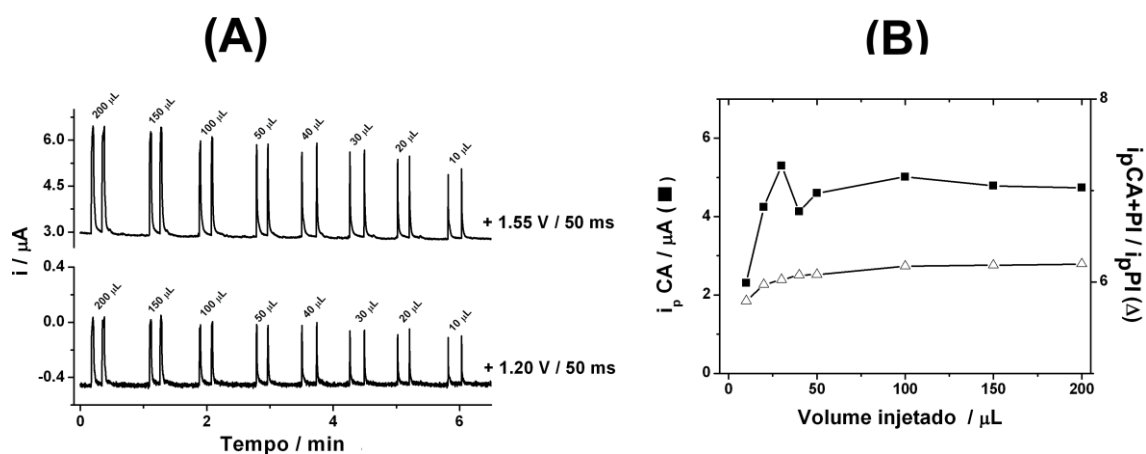 (A)
200 µL
150 µL
100 µL
50 µL
40 µL
30 µL
20 µL
10 µL
6.0
4.5
3.0
+ 1.55 V / 50 ms
i / µA
0.4
0.0
-0.4
200 µL
150 µL
100 µL
50 µL
40 µL
30 µL
20 µL
10 µL
+ 1.20 V / 50 ms
0 2 4 6
Tempo / min
(B)
i_p CA / µA (■)
6
4
2
0
8
6
i_pCA+PI / i_pPI (Δ)
0 50 100 150 200
Volume injetado / µL